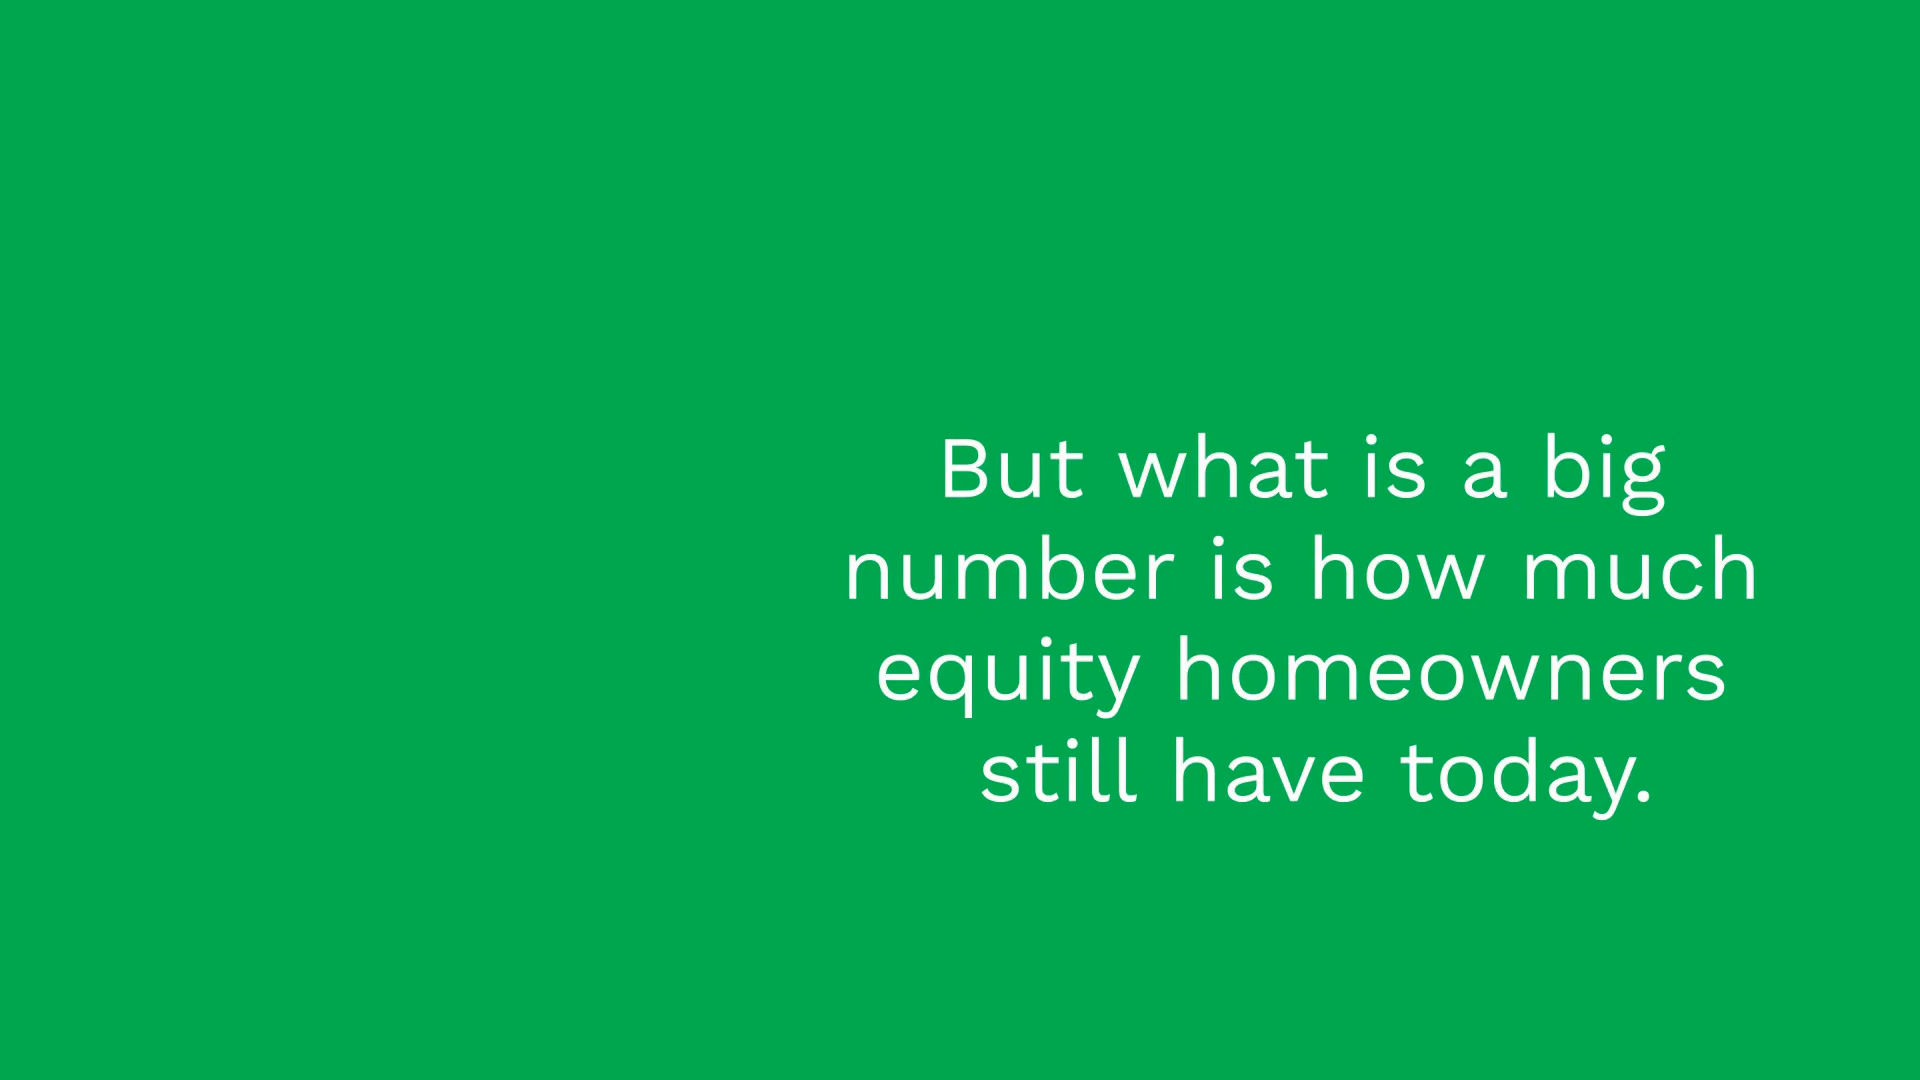 But what is a big
number is how much
equity homeowners
still have today.